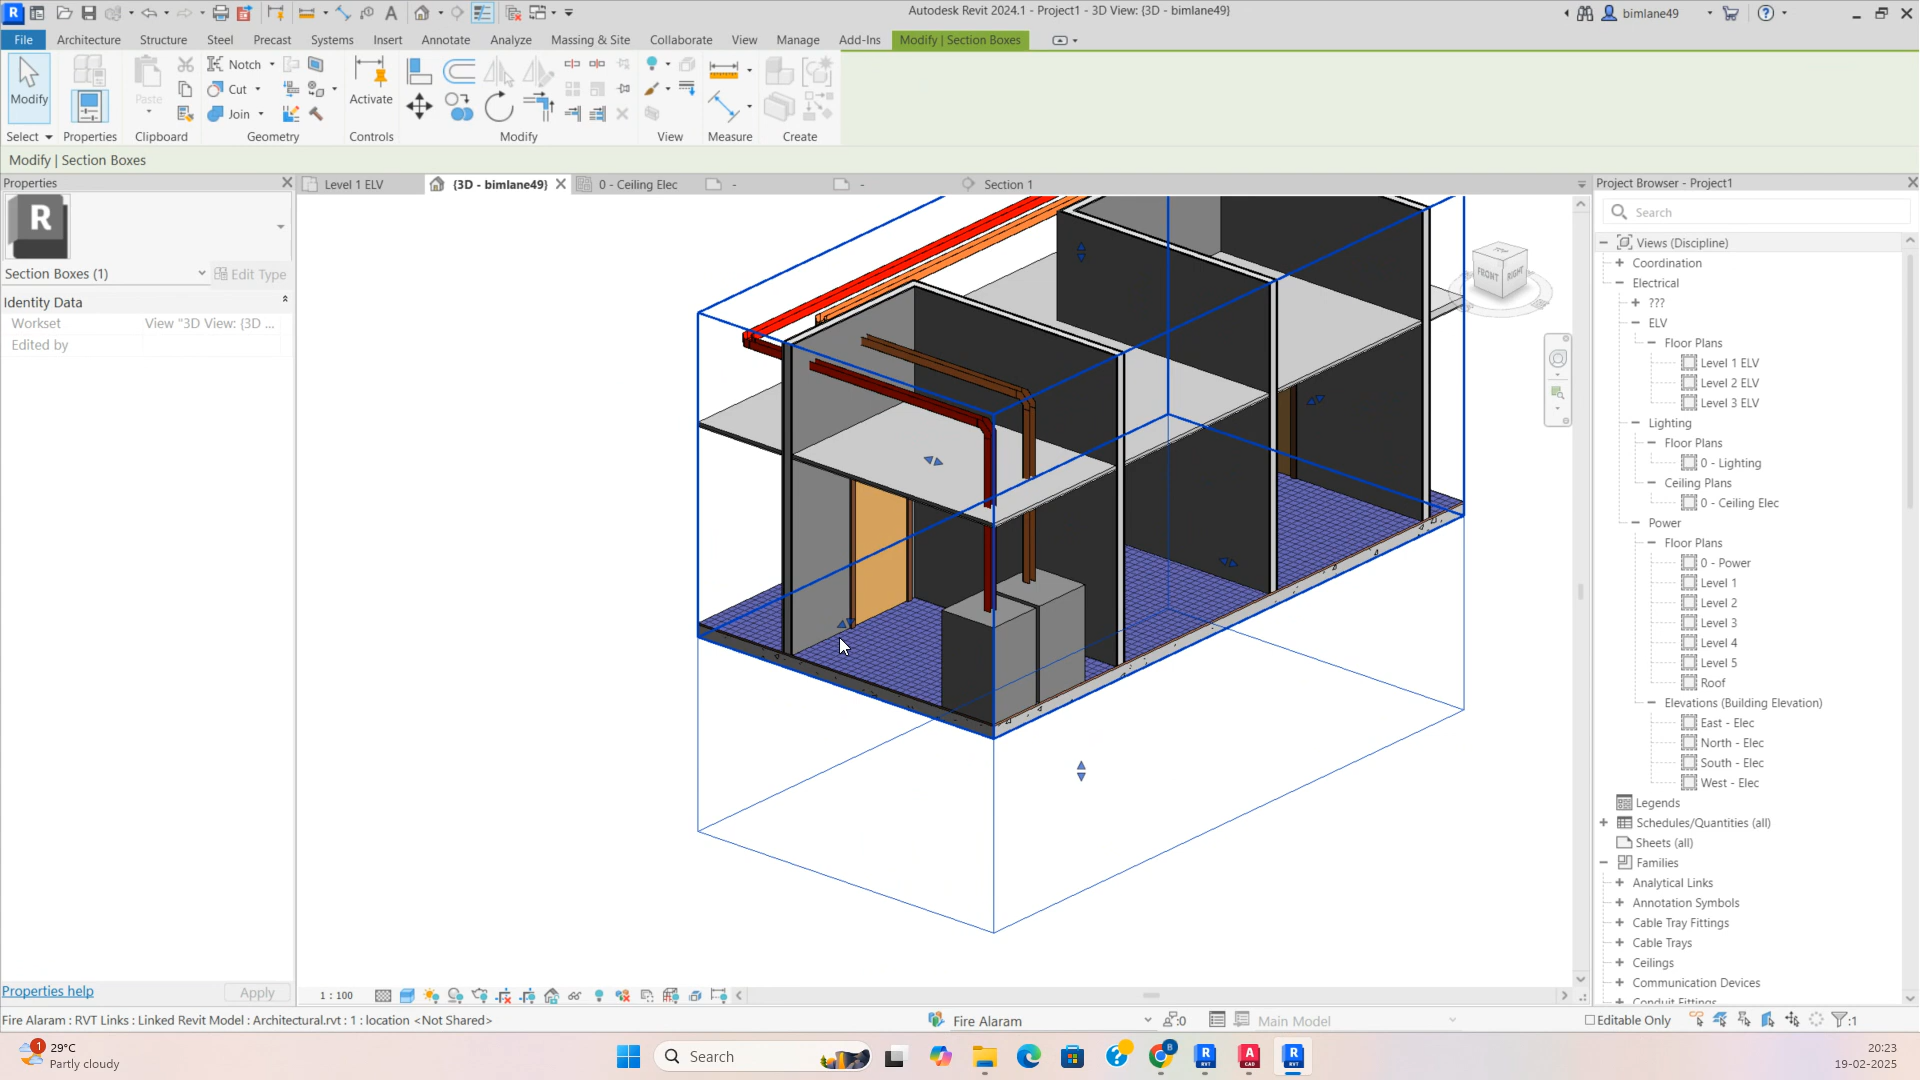 Autodesk Revit 2024.1 - Project1 - 3D View: {3D - bimlane49}
bimlane49
File Architecture Structure Steel Precast Systems Insert Annotate Analyze Massing & Site Collaborate View Manage Add-Ins Modify | Section Boxes
Modify
Paste
Notch
Cut
Join
Activate
Select Properties Clipboard Geometry Controls Modify View Measure Create
Modify | Section Boxes
Properties
Level 1 ELV
{3D - bimlane49}
0 - Ceiling Elec
-
-
Section 1
Project Browser - Project1
R
Section Boxes (1)
Edit Type
Identity Data
Workset View "3D View: {3D ...
Edited by
Properties help
Apply
TOP
FRONT
RIGHT
Search
Views (Discipline)
Coordination
Electrical
???
ELV
Floor Plans
Level 1 ELV
Level 2 ELV
Level 3 ELV
Lighting
Floor Plans
0 - Lighting
Ceiling Plans
0 - Ceiling Elec
Power
Floor Plans
0 - Power
Level 1
Level 2
Level 3
Level 4
Level 5
Roof
Elevations (Building Elevation)
East - Elec
North - Elec
South - Elec
West - Elec
Legends
Schedules/Quantities (all)
Sheets (all)
Families
Analytical Links
Annotation Symbols
Cable Tray Fittings
Cable Trays
Ceilings
Communication Devices
Conduit Fittings
1 : 100
Fire Alaram : RVT Links : Linked Revit Model : Architectural.rvt : 1 : location <Not Shared>
Fire Alaram
:0
Main Model
Editable Only
:1
1
29°C
Partly cloudy
Search
20:23
19-02-2025